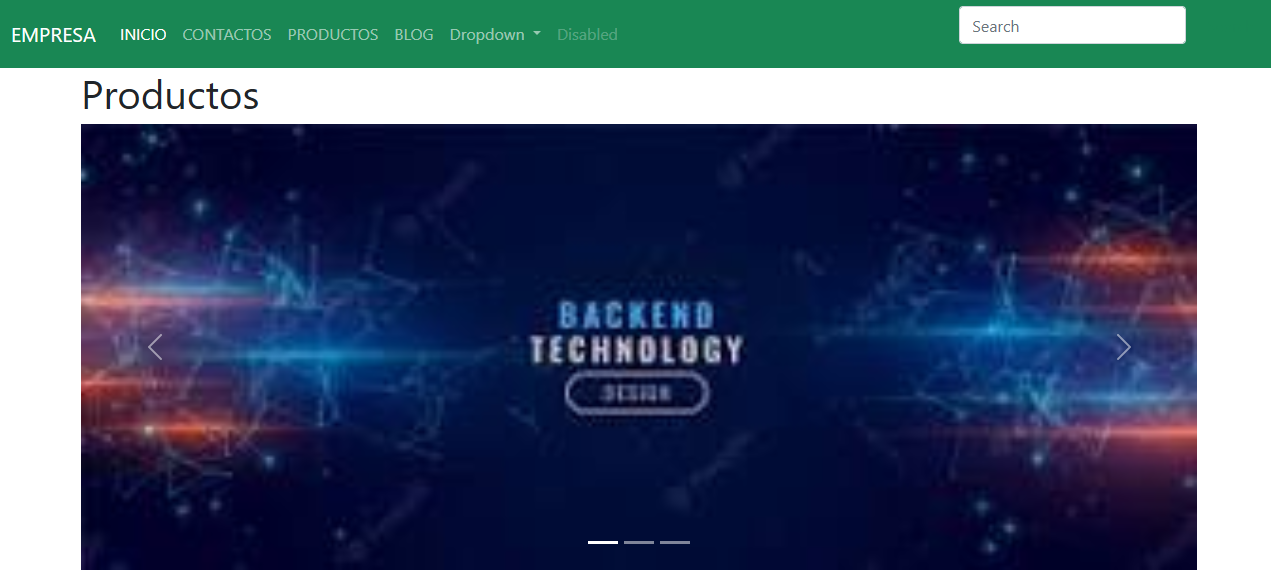 EMPRESA INICIO CONTACTOS PRODUCTOS BLOG Dropdown Disabled Search
Productos
BACKEND
TECHNOLOGY
DESIGN